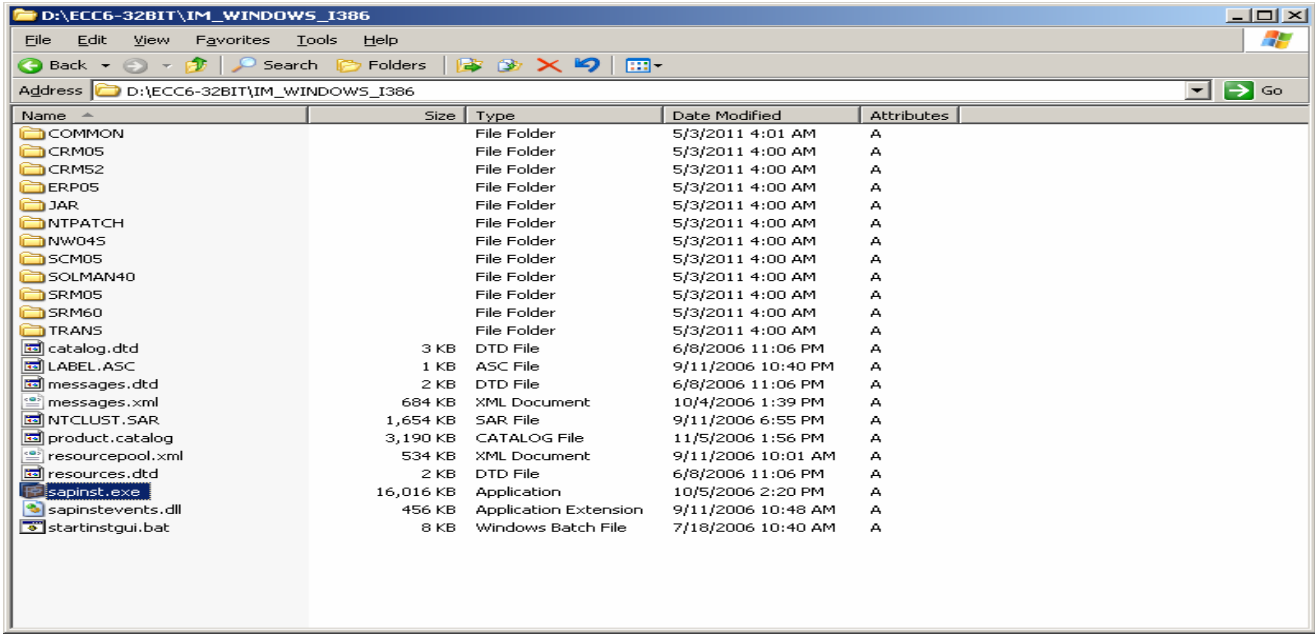 D:\ECC6-32BIT\IM_WINDOWS_I386
File Edit View Favorites Tools Help
Back Search Folders
Address D:\ECC6-32BIT\IM_WINDOWS_I386 Go
Name Size Type Date Modified Attributes
COMMON File Folder 5/3/2011 4:01 AM A
CRM05 File Folder 5/3/2011 4:00 AM A
CRM52 File Folder 5/3/2011 4:00 AM A
ERP05 File Folder 5/3/2011 4:00 AM A
JAR File Folder 5/3/2011 4:00 AM A
NTPATCH File Folder 5/3/2011 4:00 AM A
NW04S File Folder 5/3/2011 4:00 AM A
SCM05 File Folder 5/3/2011 4:00 AM A
SOLMAN40 File Folder 5/3/2011 4:00 AM A
SRM05 File Folder 5/3/2011 4:00 AM A
SRM60 File Folder 5/3/2011 4:00 AM A
TRANS File Folder 5/3/2011 4:00 AM A
catalog.dtd 3 KB DTD File 6/8/2006 11:06 PM A
LABEL.ASC 1 KB ASC File 9/11/2006 10:40 PM A
messages.dtd 2 KB DTD File 6/8/2006 11:06 PM A
messages.xml 684 KB XML Document 10/4/2006 1:39 PM A
NTCLUST.SAR 1,654 KB SAR File 9/11/2006 6:55 PM A
product.catalog 3,190 KB CATALOG File 11/5/2006 1:56 PM A
resourcepool.xml 534 KB XML Document 9/11/2006 10:01 AM A
resources.dtd 2 KB DTD File 6/8/2006 11:06 PM A
sapinst.exe 16,016 KB Application 10/5/2006 2:20 PM A
sapinstevents.dll 456 KB Application Extension 9/11/2006 10:48 AM A
startinstgui.bat 8 KB Windows Batch File 7/18/2006 10:40 AM A